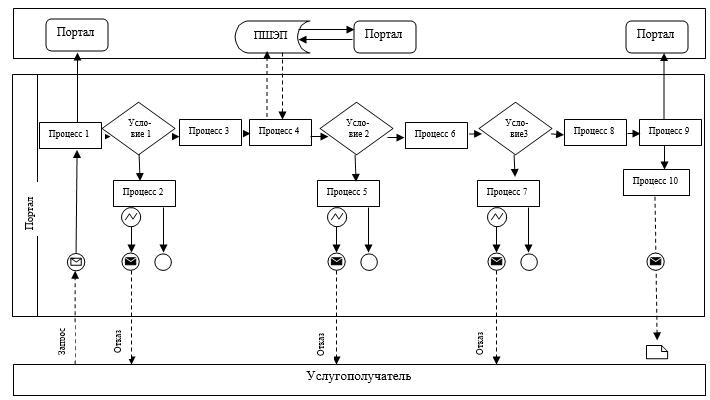 Портал
ПШЭП
Портал
Портал
Портал
Процесс 1
Усло-
вие 1
Процесс 3
Процесс 4
Усло-
вие 2
Процесс 6
Усло-
вие3
Процесс 8
Процесс 9
Процесс 2
Процесс 5
Процесс 7
Процесс 10
Запрос
Отказ
Отказ
Отказ
Услугополучатель